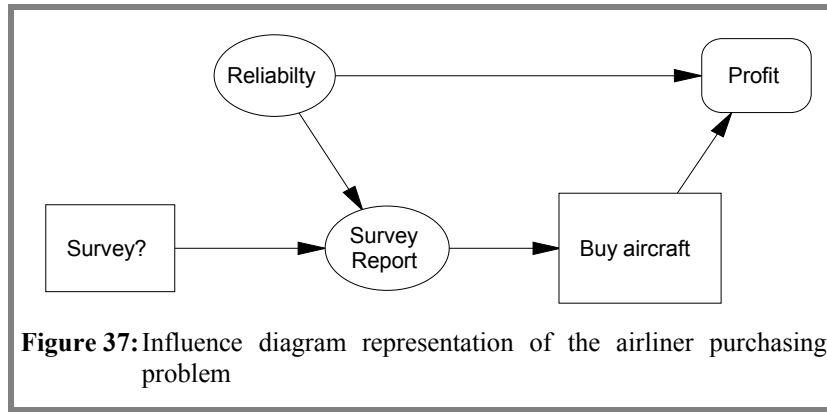 Reliabilty
Profit
Survey?
Survey
Report
Buy aircraft
Figure 37: Influence diagram representation of the airliner purchasing
problem